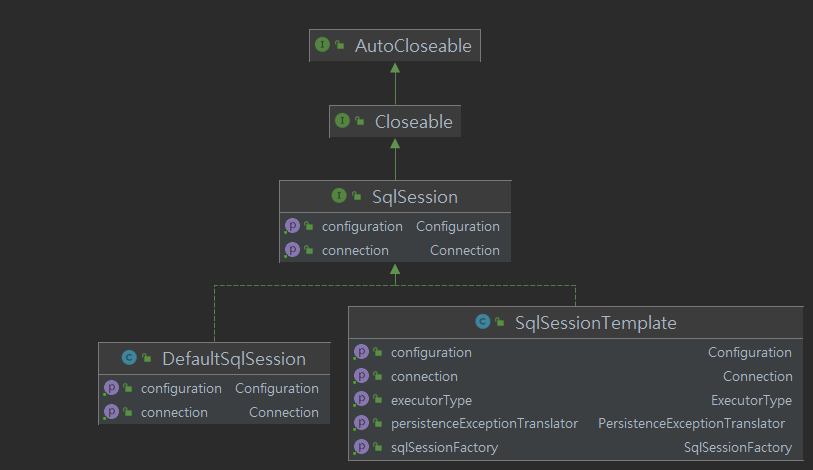 I AutoCloseable
I Closeable
I SqlSession
p configuration Configuration
p connection Connection
C DefaultSqlSession
p configuration Configuration
p connection Connection
C SqlSessionTemplate
p configuration Configuration
p connection Connection
p executorType ExecutorType
p persistenceExceptionTranslator PersistenceExceptionTranslator
p sqlSessionFactory SqlSessionFactory